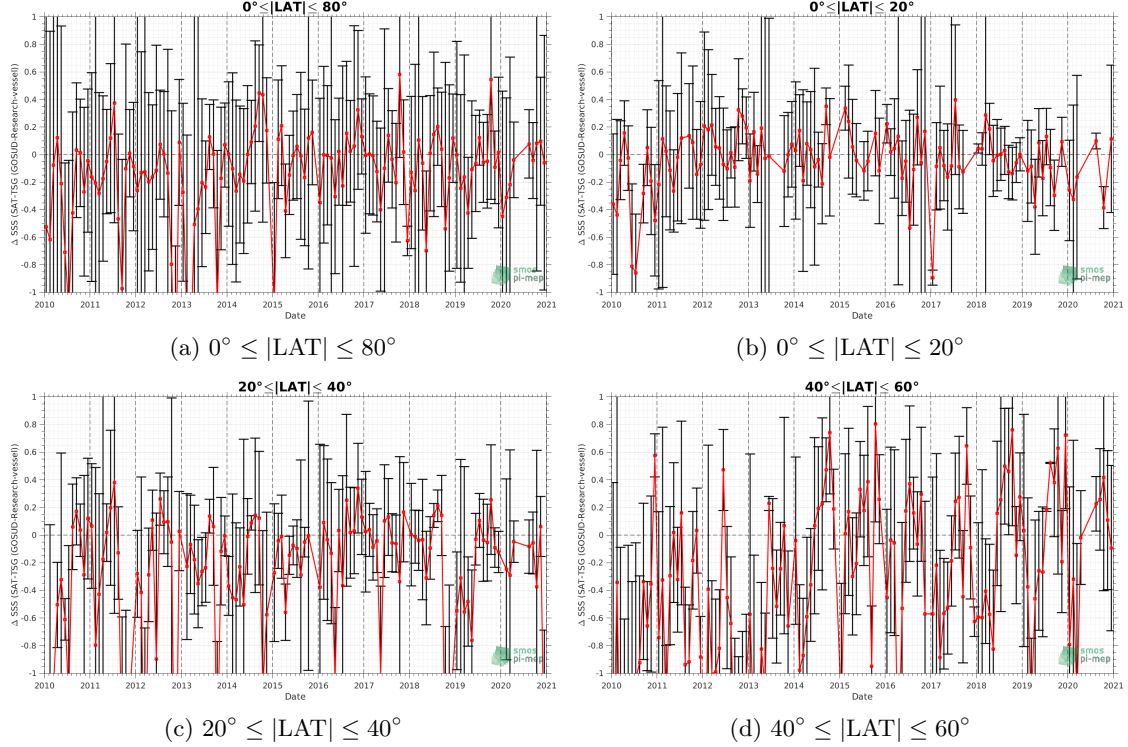 0°≤|LAT|≤ 80°
Δ SSS (SAT-TSG (GOSUD-Research-vessel))
1
0.8
0.6
0.4
0.2
0
-0.2
-0.4
-0.6
-0.8
-1
2010 2011 2012 2013 2014 2015 2016 2017 2018 2019 2020 2021
Date
smos
pi-mep
(a) 0° ≤ |LAT| ≤ 80°
0°≤|LAT|≤ 20°
Δ SSS (SAT-TSG (GOSUD-Research-vessel))
1
0.8
0.6
0.4
0.2
0
-0.2
-0.4
-0.6
-0.8
-1
2010 2011 2012 2013 2014 2015 2016 2017 2018 2019 2020 2021
Date
smos
pi-mep
(b) 0° ≤ |LAT| ≤ 20°
20°≤|LAT|≤ 40°
Δ SSS (SAT-TSG (GOSUD-Research-vessel))
1
0.8
0.6
0.4
0.2
0
-0.2
-0.4
-0.6
-0.8
-1
2010 2011 2012 2013 2014 2015 2016 2017 2018 2019 2020 2021
Date
smos
pi-mep
(c) 20° ≤ |LAT| ≤ 40°
40°≤|LAT|≤ 60°
Δ SSS (SAT-TSG (GOSUD-Research-vessel))
1
0.8
0.6
0.4
0.2
0
-0.2
-0.4
-0.6
-0.8
-1
2010 2011 2012 2013 2014 2015 2016 2017 2018 2019 2020 2021
Date
smos
pi-mep
(d) 40° ≤ |LAT| ≤ 60°